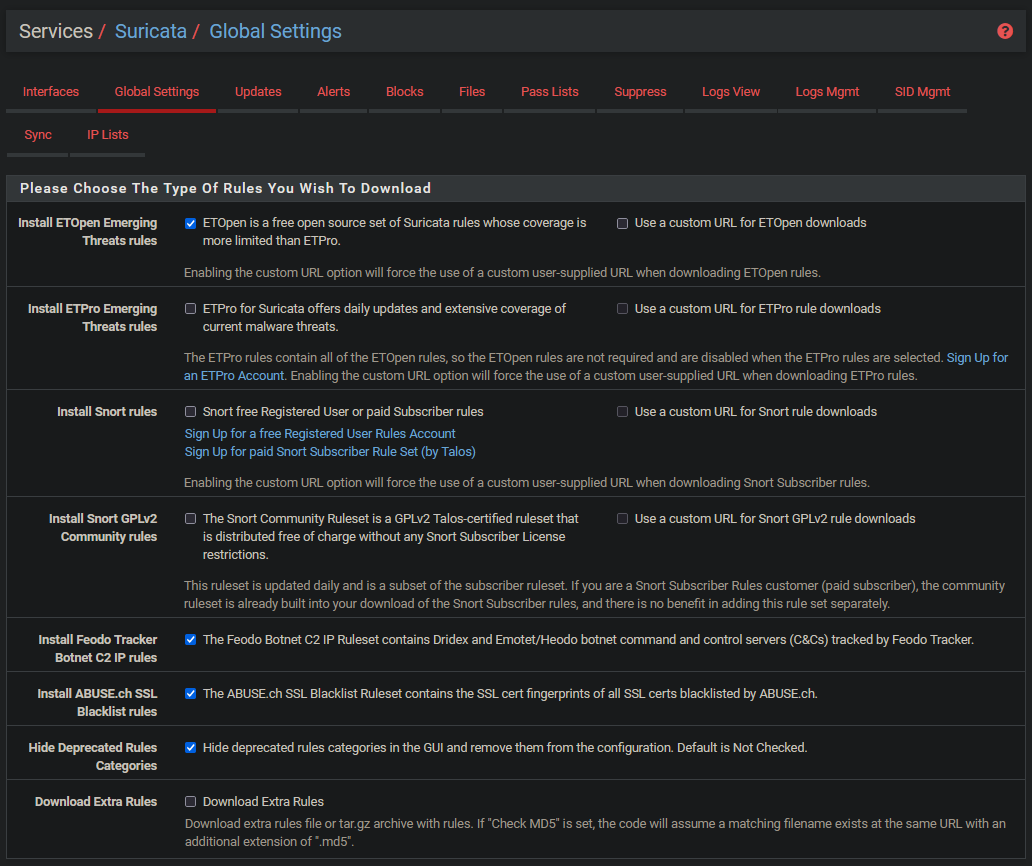 Services / Suricata / Global Settings
Interfaces Global Settings Updates Alerts Blocks Files Pass Lists Suppress Logs View Logs Mgmt SID Mgmt
Sync IP Lists
Please Choose The Type Of Rules You Wish To Download
Install ETOpen Emerging Threats rules
ETOpen is a free open source set of Suricata rules whose coverage is
more limited than ETPro.
Use a custom URL for ETOpen downloads
Enabling the custom URL option will force the use of a custom user-supplied URL when downloading ETOpen rules.
Install ETPro Emerging
Threats rules
ETPro for Suricata offers daily updates and extensive coverage of
current malware threats.
Use a custom URL for ETPro rule downloads
The ETPro rules contain all of the ETOpen rules, so the ETOpen rules are not required and are disabled when the ETPro rules are selected. Sign Up for
an ETPro Account. Enabling the custom URL option will force the use of a custom user-supplied URL when downloading ETPro rules.
Install Snort rules
Snort free Registered User or paid Subscriber rules
Use a custom URL for Snort rule downloads
Sign Up for a free Registered User Rules Account
Sign Up for paid Snort Subscriber Rule Set (by Talos)
Enabling the custom URL option will force the use of a custom user-supplied URL when downloading Snort Subscriber rules.
Install Snort GPLv2
Community rules
The Snort Community Ruleset is a GPLv2 Talos-certified ruleset that
is distributed free of charge without any Snort Subscriber License
restrictions.
Use a custom URL for Snort GPLv2 rule downloads
This ruleset is updated daily and is a subset of the subscriber ruleset. If you are a Snort Subscriber Rules customer (paid subscriber), the community
ruleset is already built into your download of the Snort Subscriber rules, and there is no benefit in adding this rule set separately.
Install Feodo Tracker
Botnet C2 IP rules
The Feodo Botnet C2 IP Ruleset contains Dridex and Emotet/Heodo botnet command and control servers (C&Cs) tracked by Feodo Tracker.
Install ABUSE.ch SSL
Blacklist rules
The ABUSE.ch SSL Blacklist Ruleset contains the SSL cert fingerprints of all SSL certs blacklisted by ABUSE.ch.
Hide Deprecated Rules
Categories
Hide deprecated rules categories in the GUI and remove them from the configuration. Default is Not Checked.
Download Extra Rules
Download Extra Rules
Download extra rules file or tar.gz archive with rules. If "Check MD5" is set, the code will assume a matching filename exists at the same URL with an
additional extension of ".md5".